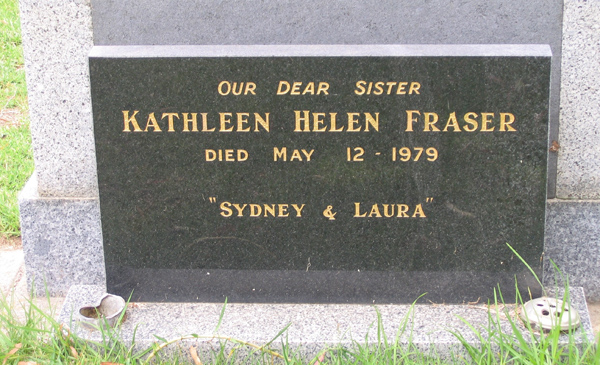 OUR DEAR SISTER
KATHLEEN HELEN FRASER
DIED MAY 12 - 1979
"SYDNEY & LAURA"